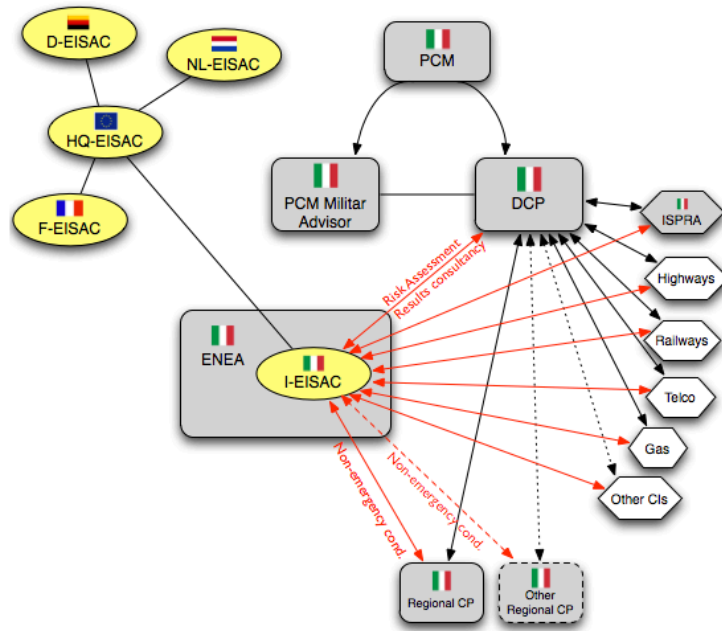 D-EISAC
NL-EISAC
HQ-EISAC
F-EISAC
PCM
PCM Militar
Advisor
DCP
ISPRA
Highways
Railways
Telco
Gas
Other CIs
Risk Assessment
Results consultancy
ENEA
I-EISAC
Non-emergency cond.
Non-emergency cond.
Regional CP
Other
Regional CP